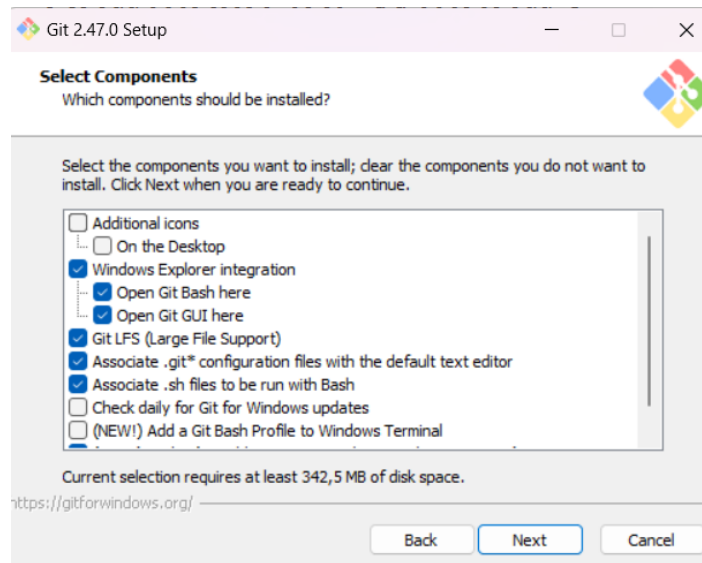 Git 2.47.0 Setup
Select Components
Which components should be installed?
Select the components you want to install; clear the components you do not want to
install. Click Next when you are ready to continue.
Additional icons
On the Desktop
Windows Explorer integration
Open Git Bash here
Open Git GUI here
Git LFS (Large File Support)
Associate .git* configuration files with the default text editor
Associate .sh files to be run with Bash
Check daily for Git for Windows updates
(NEW!) Add a Git Bash Profile to Windows Terminal
Current selection requires at least 342,5 MB of disk space.
https://gitforwindows.org/
Back
Next
Cancel